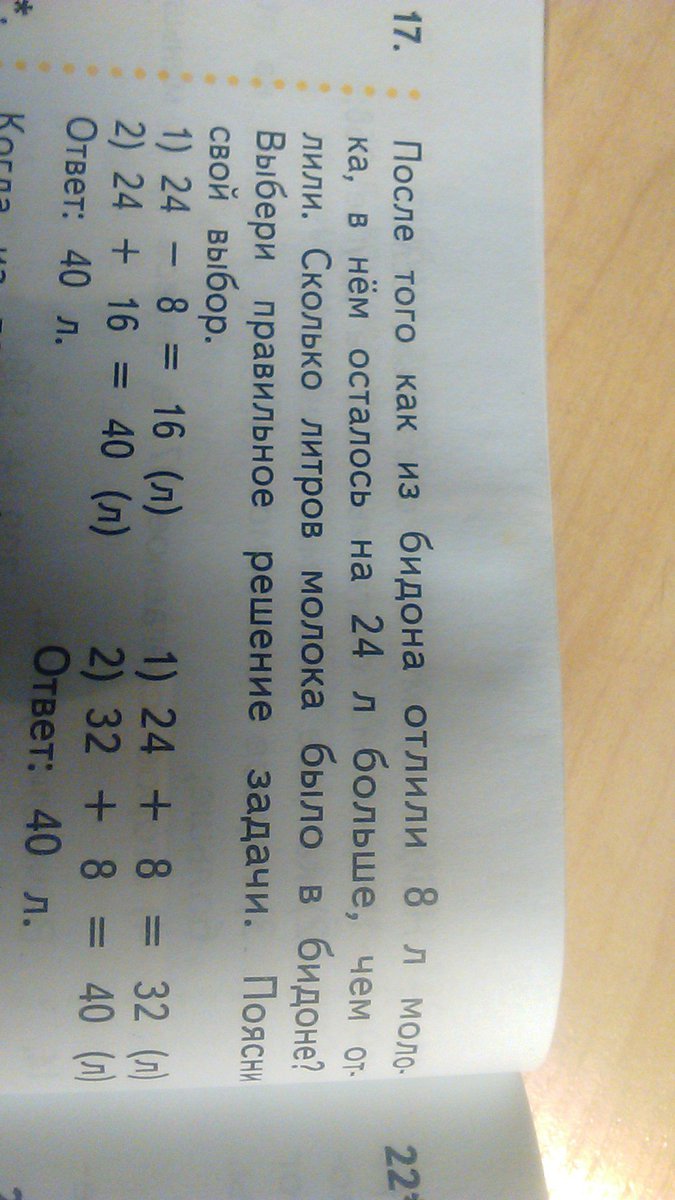 17. После того как из бидона отлили 8 л моло-
ка, в нём осталось на 24 л больше, чем от-
лили. Сколько литров молока было в бидоне?
Выбери правильное решение задачи. Поясни
свой выбор.
1) 24 – 8 = 16 (л) 1) 24 + 8 = 32 (л)
2) 24 + 16 = 40 (л) 2) 32 + 8 = 40 (л)
Ответ: 40 л. Ответ: 40 л.
Когда из
22*